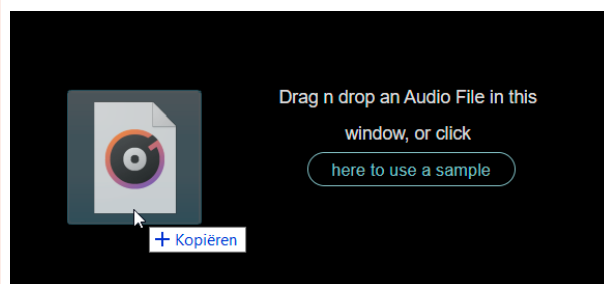 Drag n drop an Audio File in this
window, or click
here to use a sample
+ Kopiëren